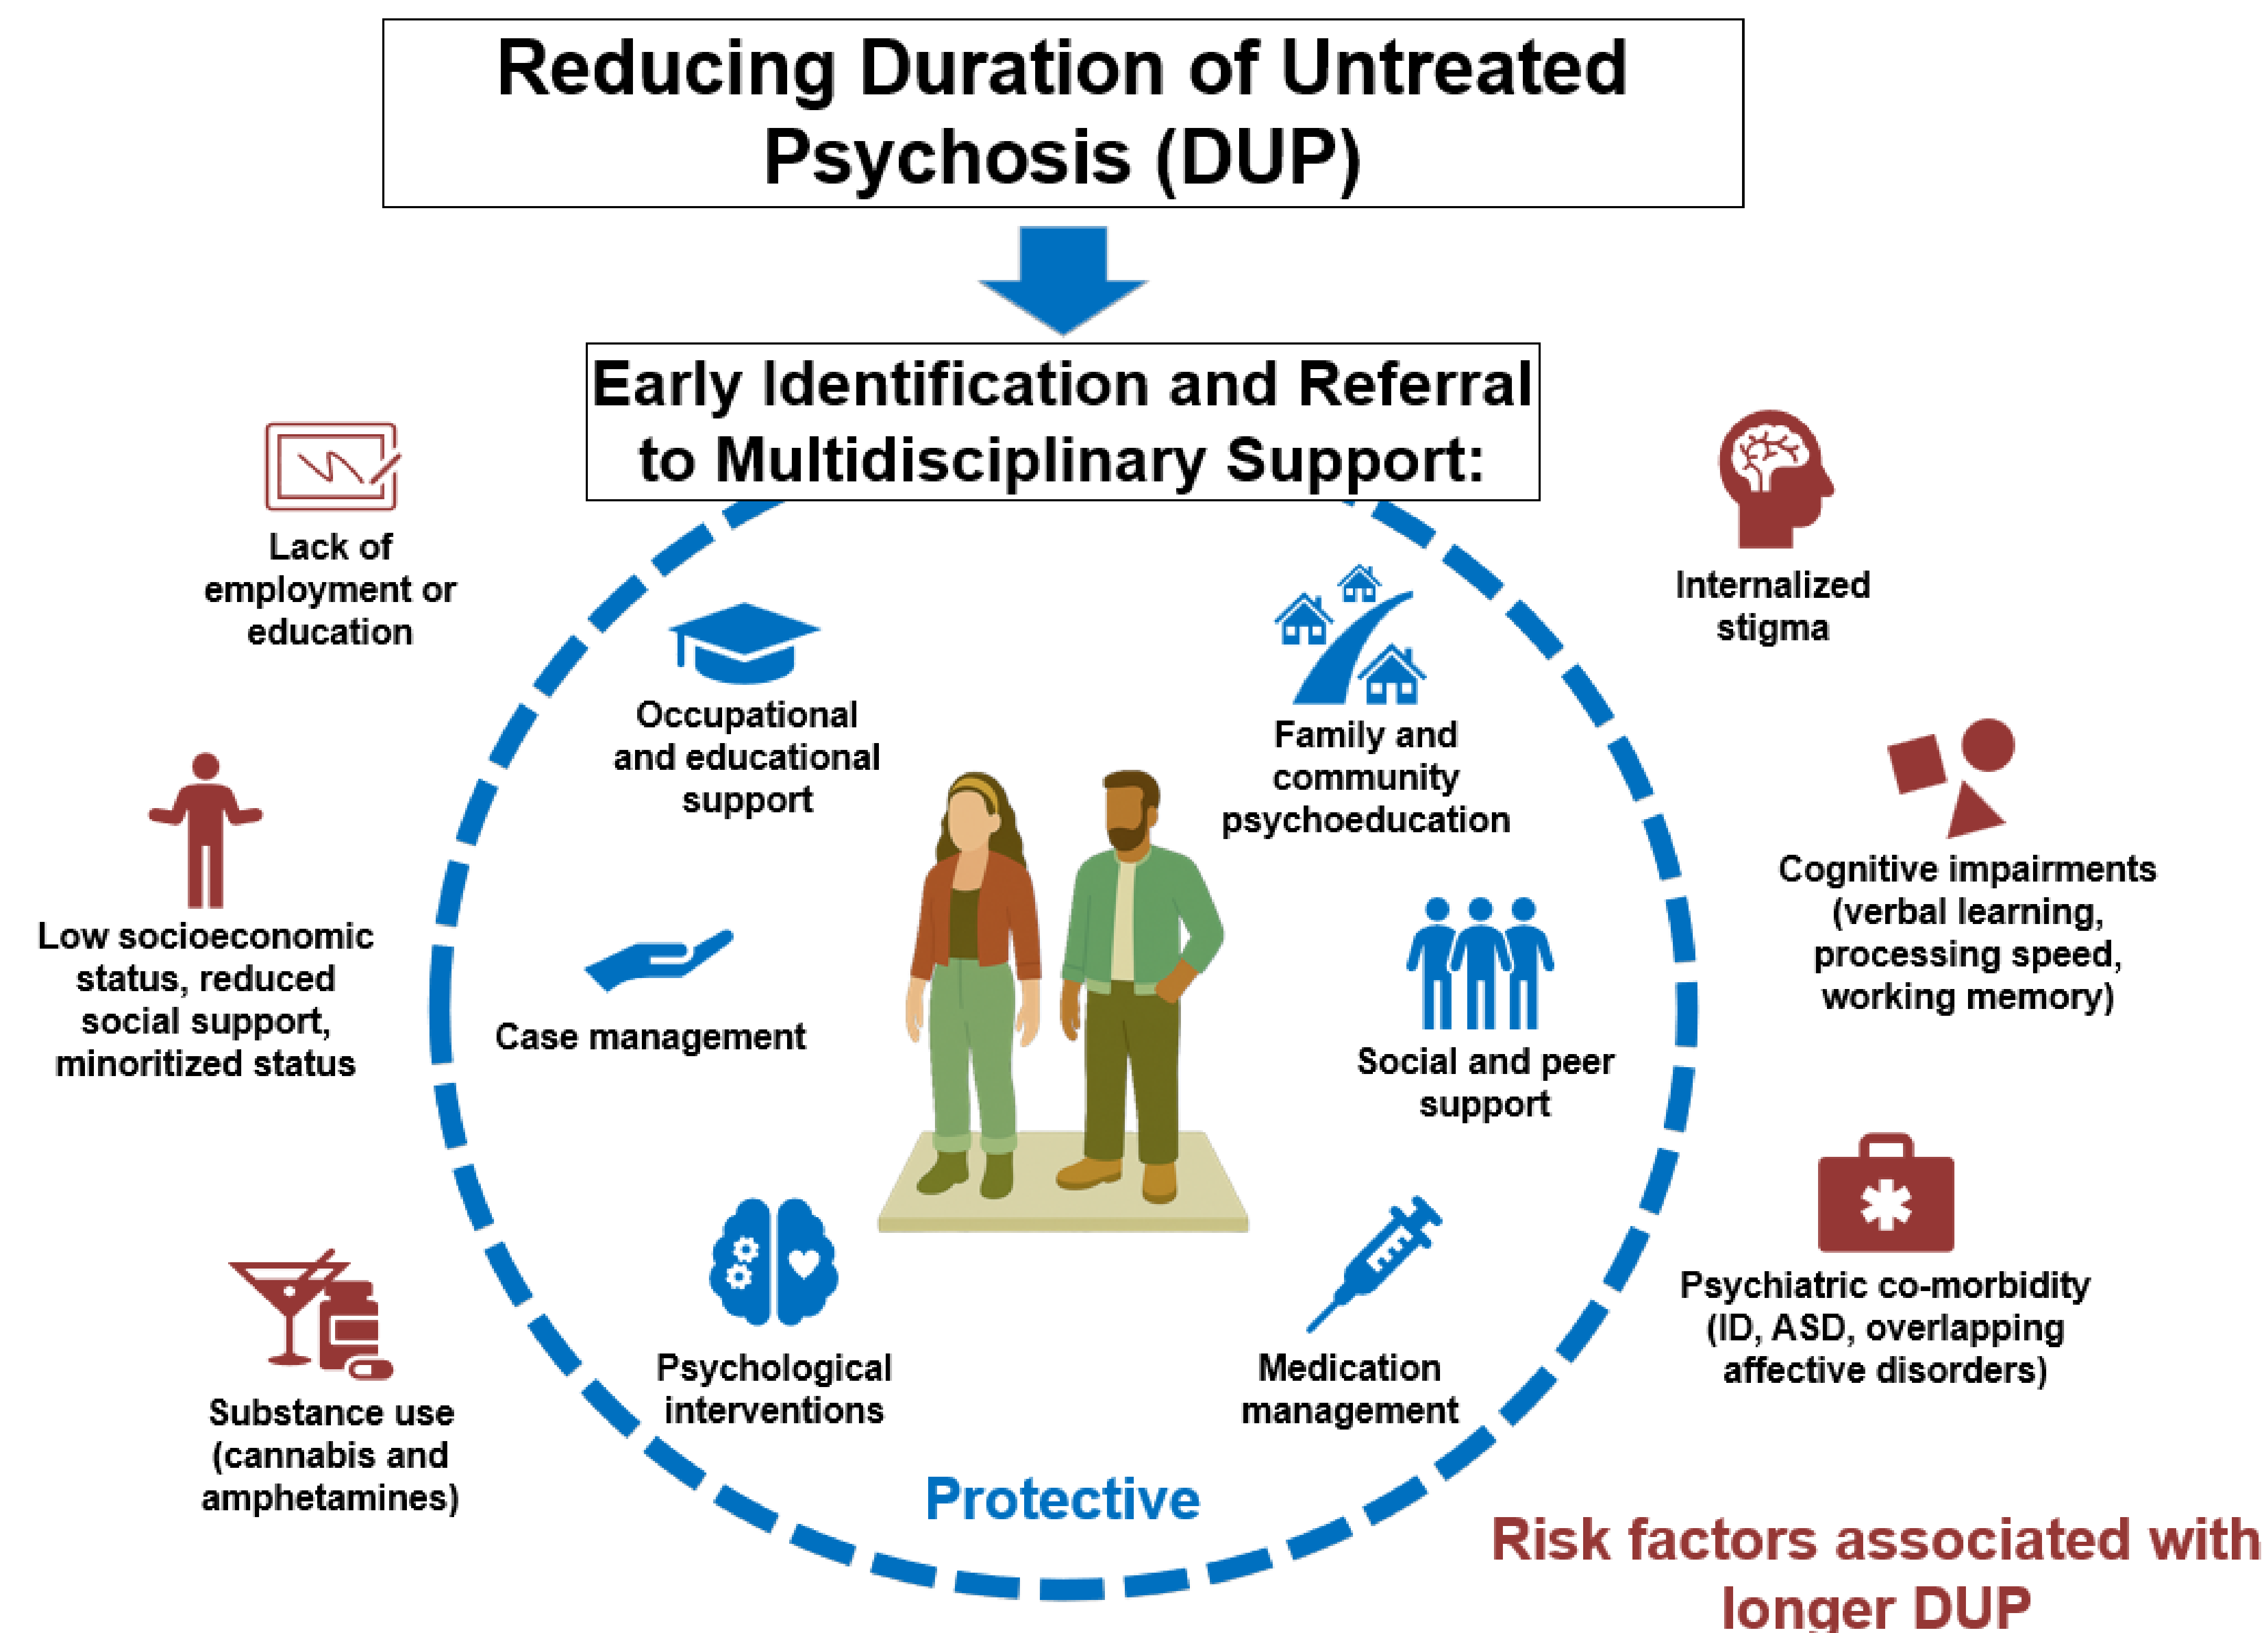 Reducing Duration of Untreated
Psychosis (DUP)
Early Identification and Referral
to Multidisciplinary Support:
Lack of
employment or
education
Internalized
stigma
Occupational
and educational
support
Family and
community
psychoeducation
Low socioeconomic
status, reduced
social support,
minoritized status
Case management
Social and peer
support
Cognitive impairments
(verbal learning,
processing speed,
working memory)
Substance use
(cannabis and
amphetamines)
Psychological
interventions
Medication
management
Psychiatric co-morbidity
(ID, ASD, overlapping
affective disorders)
Protective
Risk factors associated with
longer DUP